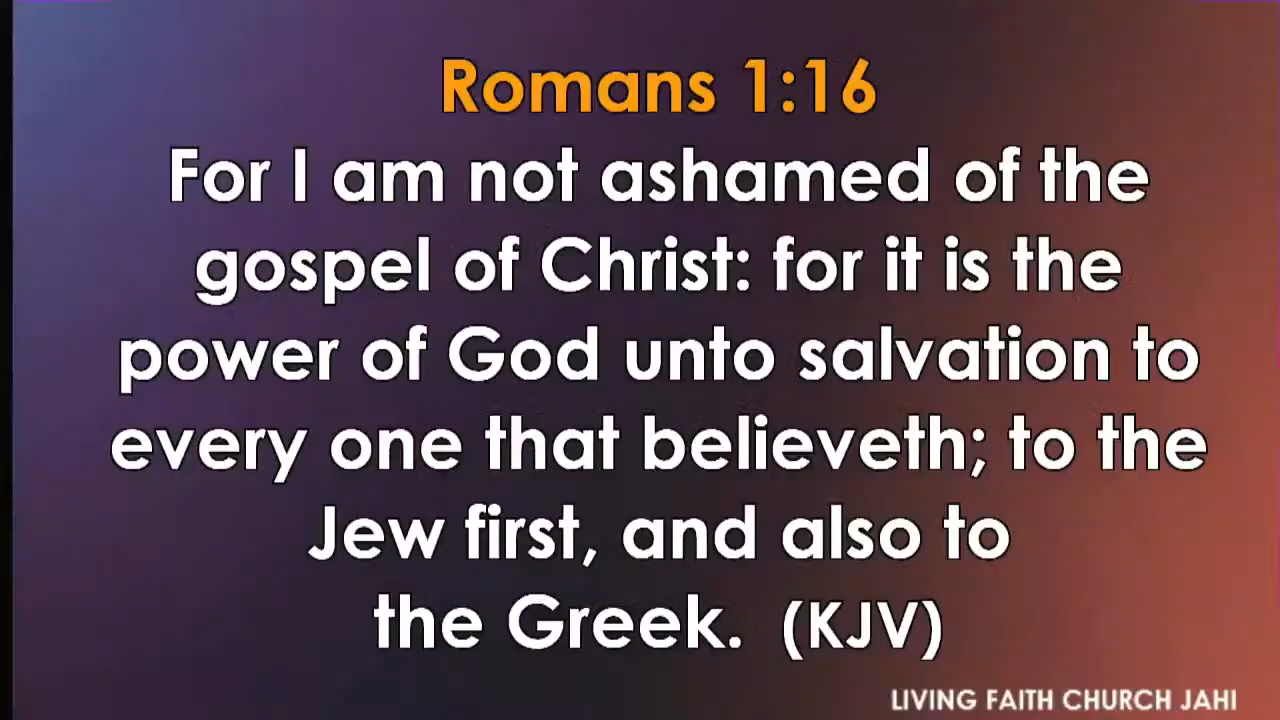 Romans 1:16
For I am not ashamed of the
gospel of Christ: for it is the
power of God unto salvation to
every one that believeth; to the
Jew first, and also to
the Greek. (KJV)
LIVING FAITH CHURCH JAHI